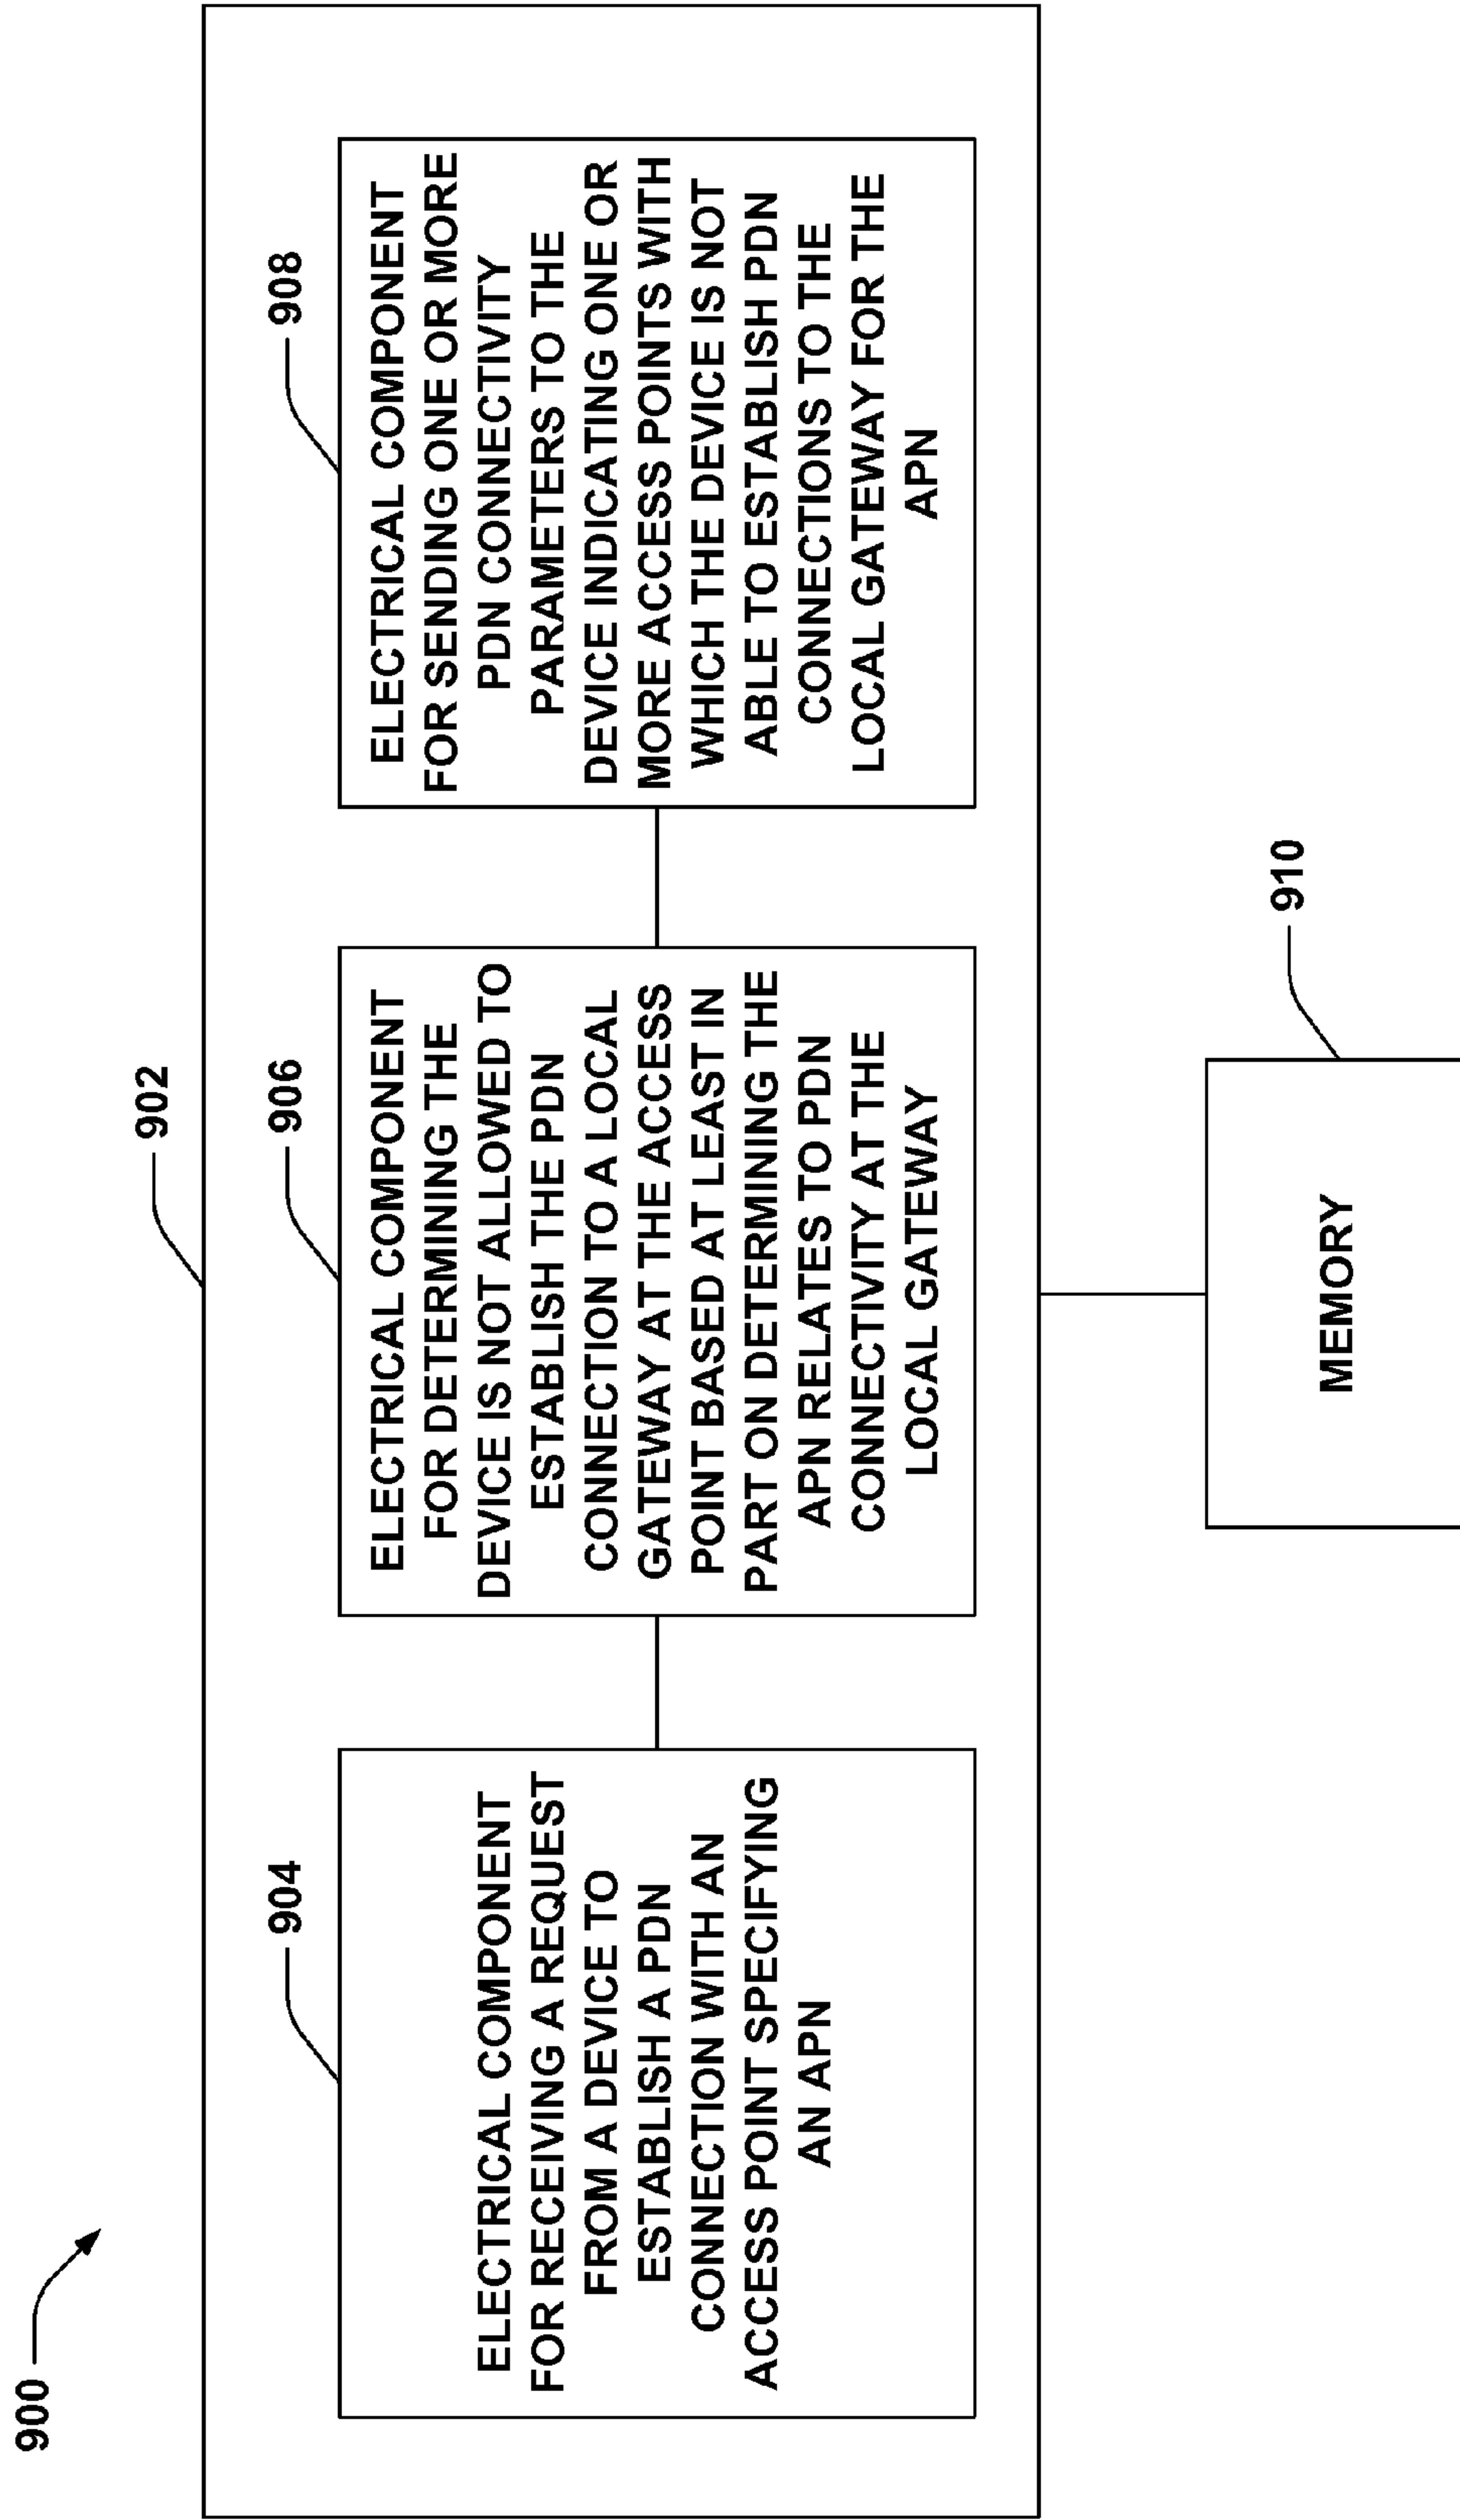 900
902
904
ELECTRICAL COMPONENT
FOR RECEIVING A REQUEST
FROM A DEVICE TO
ESTABLISH A PDN
CONNECTION WITH AN
ACCESS POINT SPECIFYING
AN APN
906
ELECTRICAL COMPONENT
FOR DETERMINING THE
DEVICE IS NOT ALLOWED TO
ESTABLISH THE PDN
CONNECTION TO A LOCAL
GATEWAY AT THE ACCESS
POINT BASED AT LEAST IN
PART ON DETERMINING THE
APN RELATES TO PDN
CONNECTIVITY AT THE
LOCAL GATEWAY
908
ELECTRICAL COMPONENT
FOR SENDING ONE OR MORE
PDN CONNECTIVITY
PARAMETERS TO THE
DEVICE INDICATING ONE OR
MORE ACCESS POINTS WITH
WHICH THE DEVICE IS NOT
ABLE TO ESTABLISH PDN
CONNECTIONS TO THE
LOCAL GATEWAY FOR THE
APN
910
MEMORY